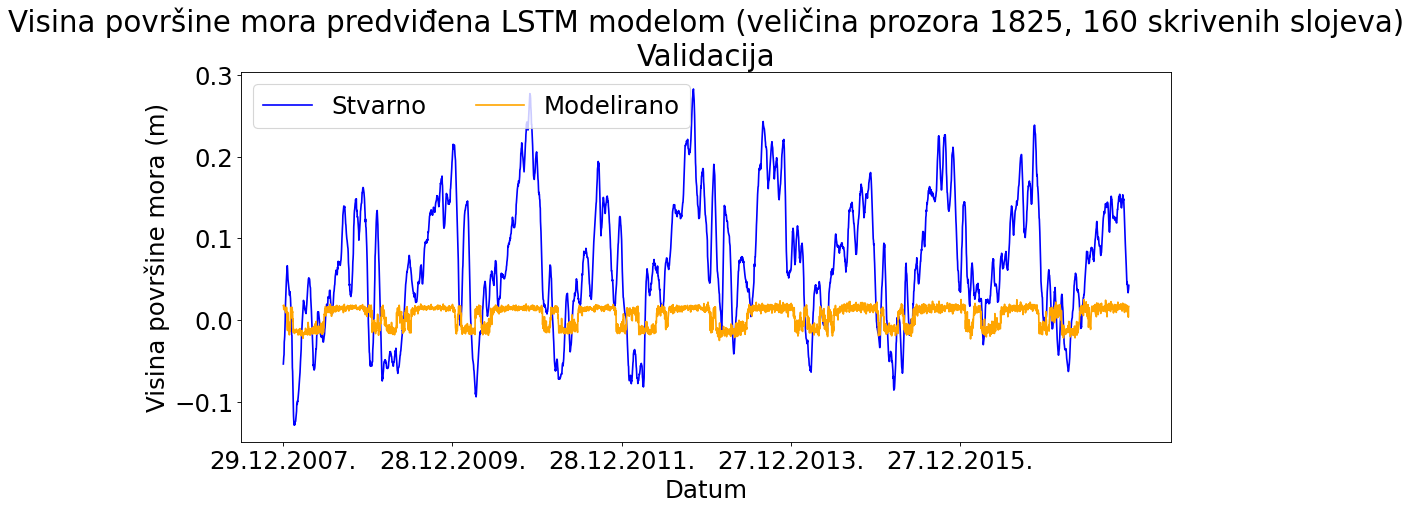 Visina površine mora predviđena LSTM modelom (veličina prozora 1825, 160 skrivenih slojeva)
Validacija
Stvarno
Modelirano
Visina površine mora (m)
0.3
0.2
0.1
0.0
−0.1
29.12.2007.
28.12.2009.
28.12.2011.
27.12.2013.
27.12.2015.
Datum